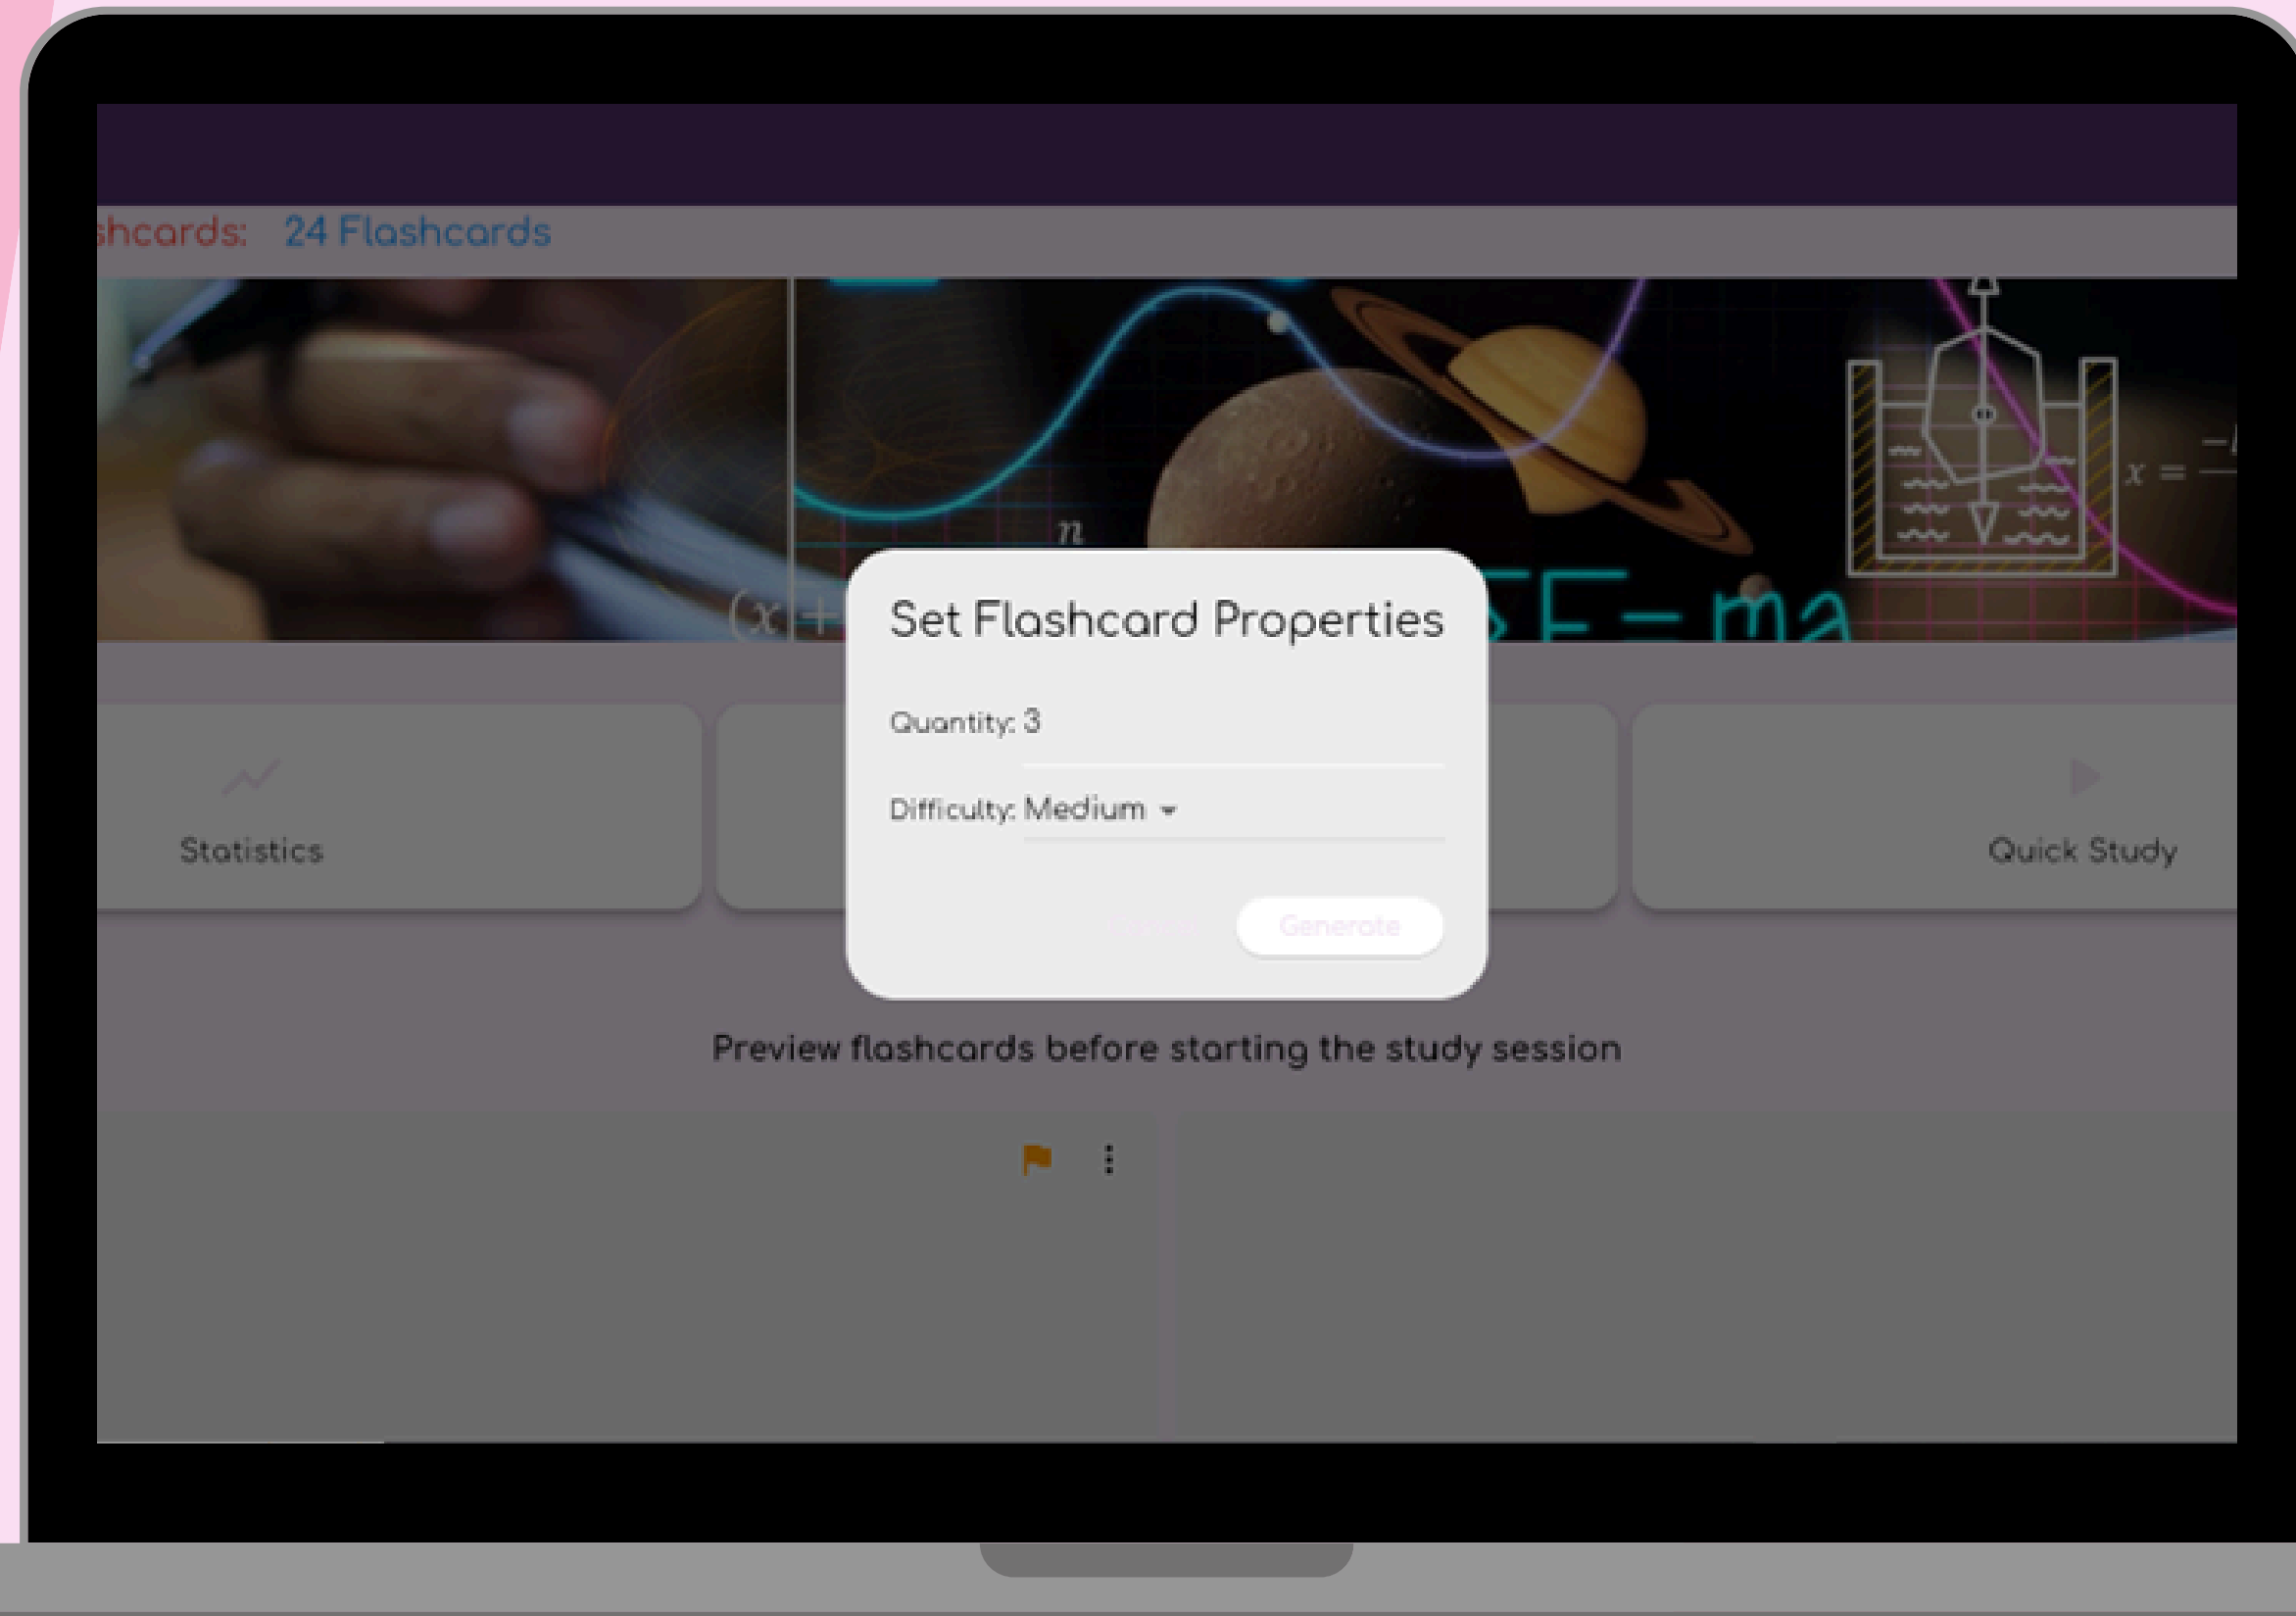 shcards: 24 Flashcards
n
(x +
F = ma
x = −
Set Flashcard Properties
Quantity: 3
Difficulty: Medium
Generate
Statistics
Quick Study
Preview flashcards before starting the study session